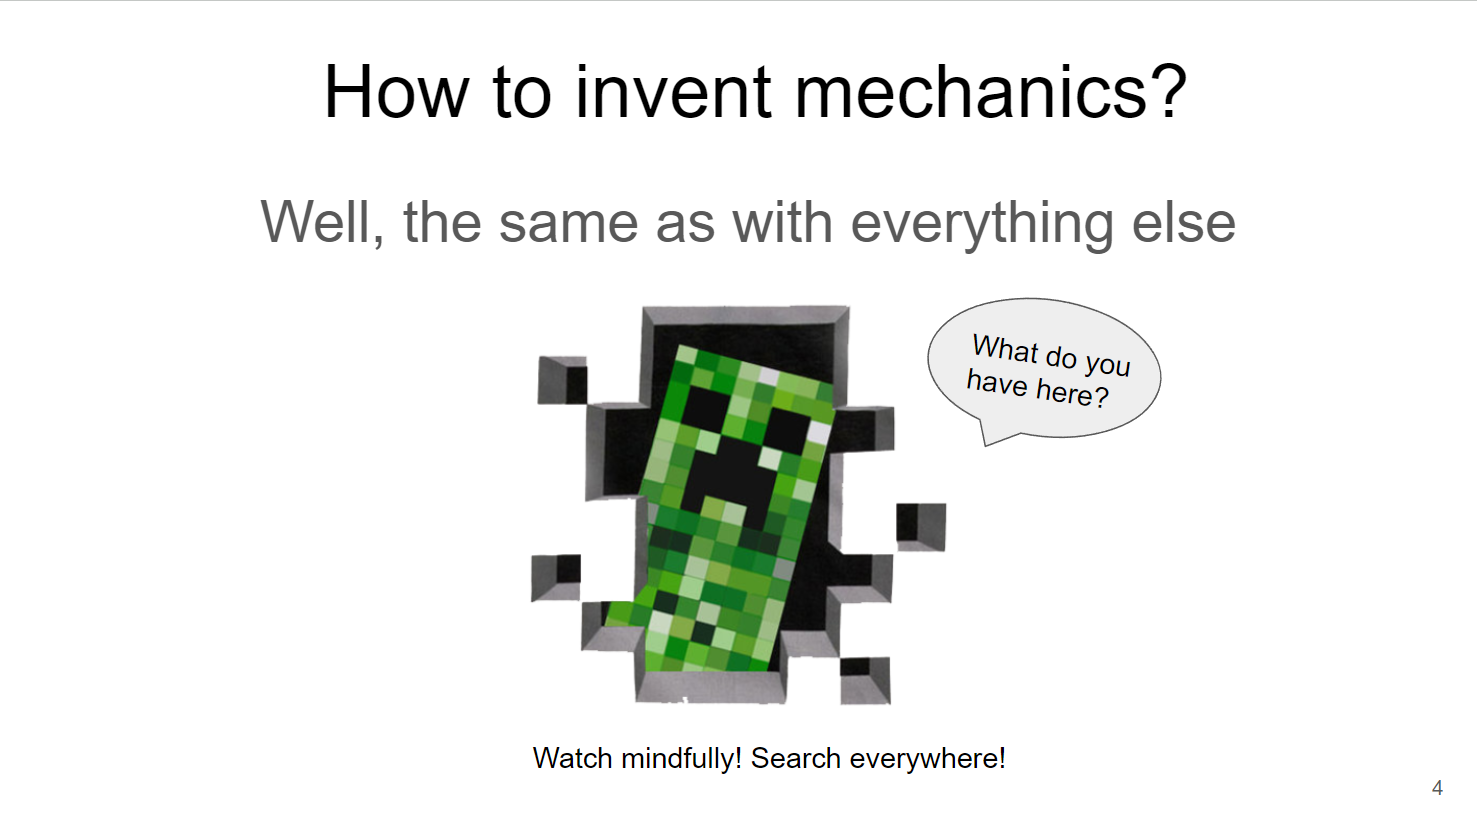 How to invent mechanics?
Well, the same as with everything else
What do you
have here?
Watch mindfully! Search everywhere!
4